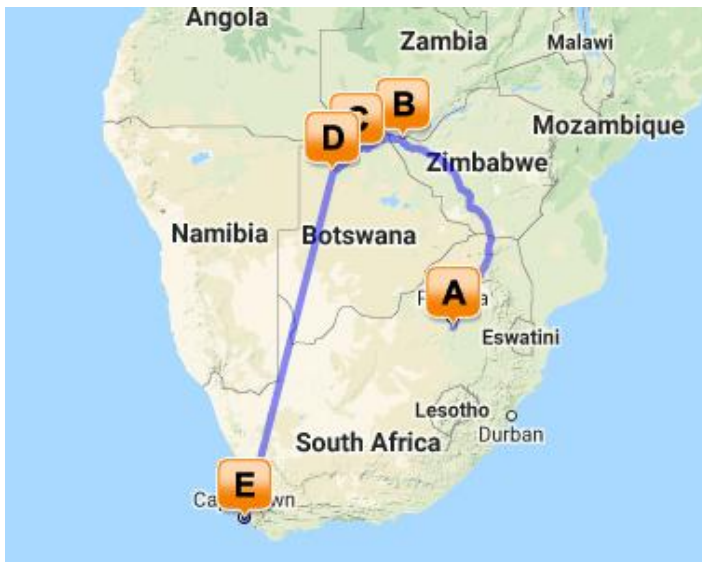 Angola
Zambia
Malawi
B
C
D
Mozambique
Zimbabwe
Namibia
Botswana
A
Eswatini
Lesotho
Durban
South Africa
E